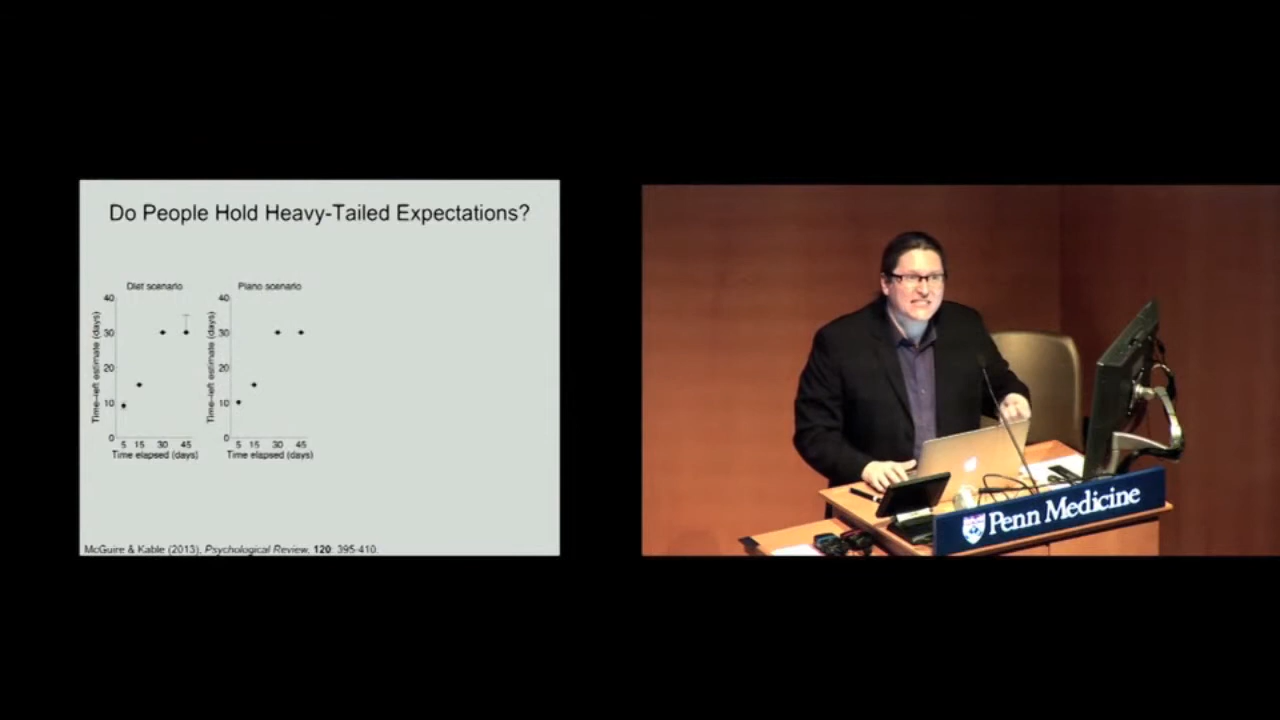 Do People Hold Heavy-Tailed Expectations?
Diet scenario
Time-left estimate (days)
40
30
20
10
0
5 15 30 45
Time elapsed (days)
Piano scenario
Time-left estimate (days)
40
30
20
10
0
5 15 30 45
Time elapsed (days)
McGuire & Kable (2013), Psychological Review, 120: 395-410.
Penn Medicine